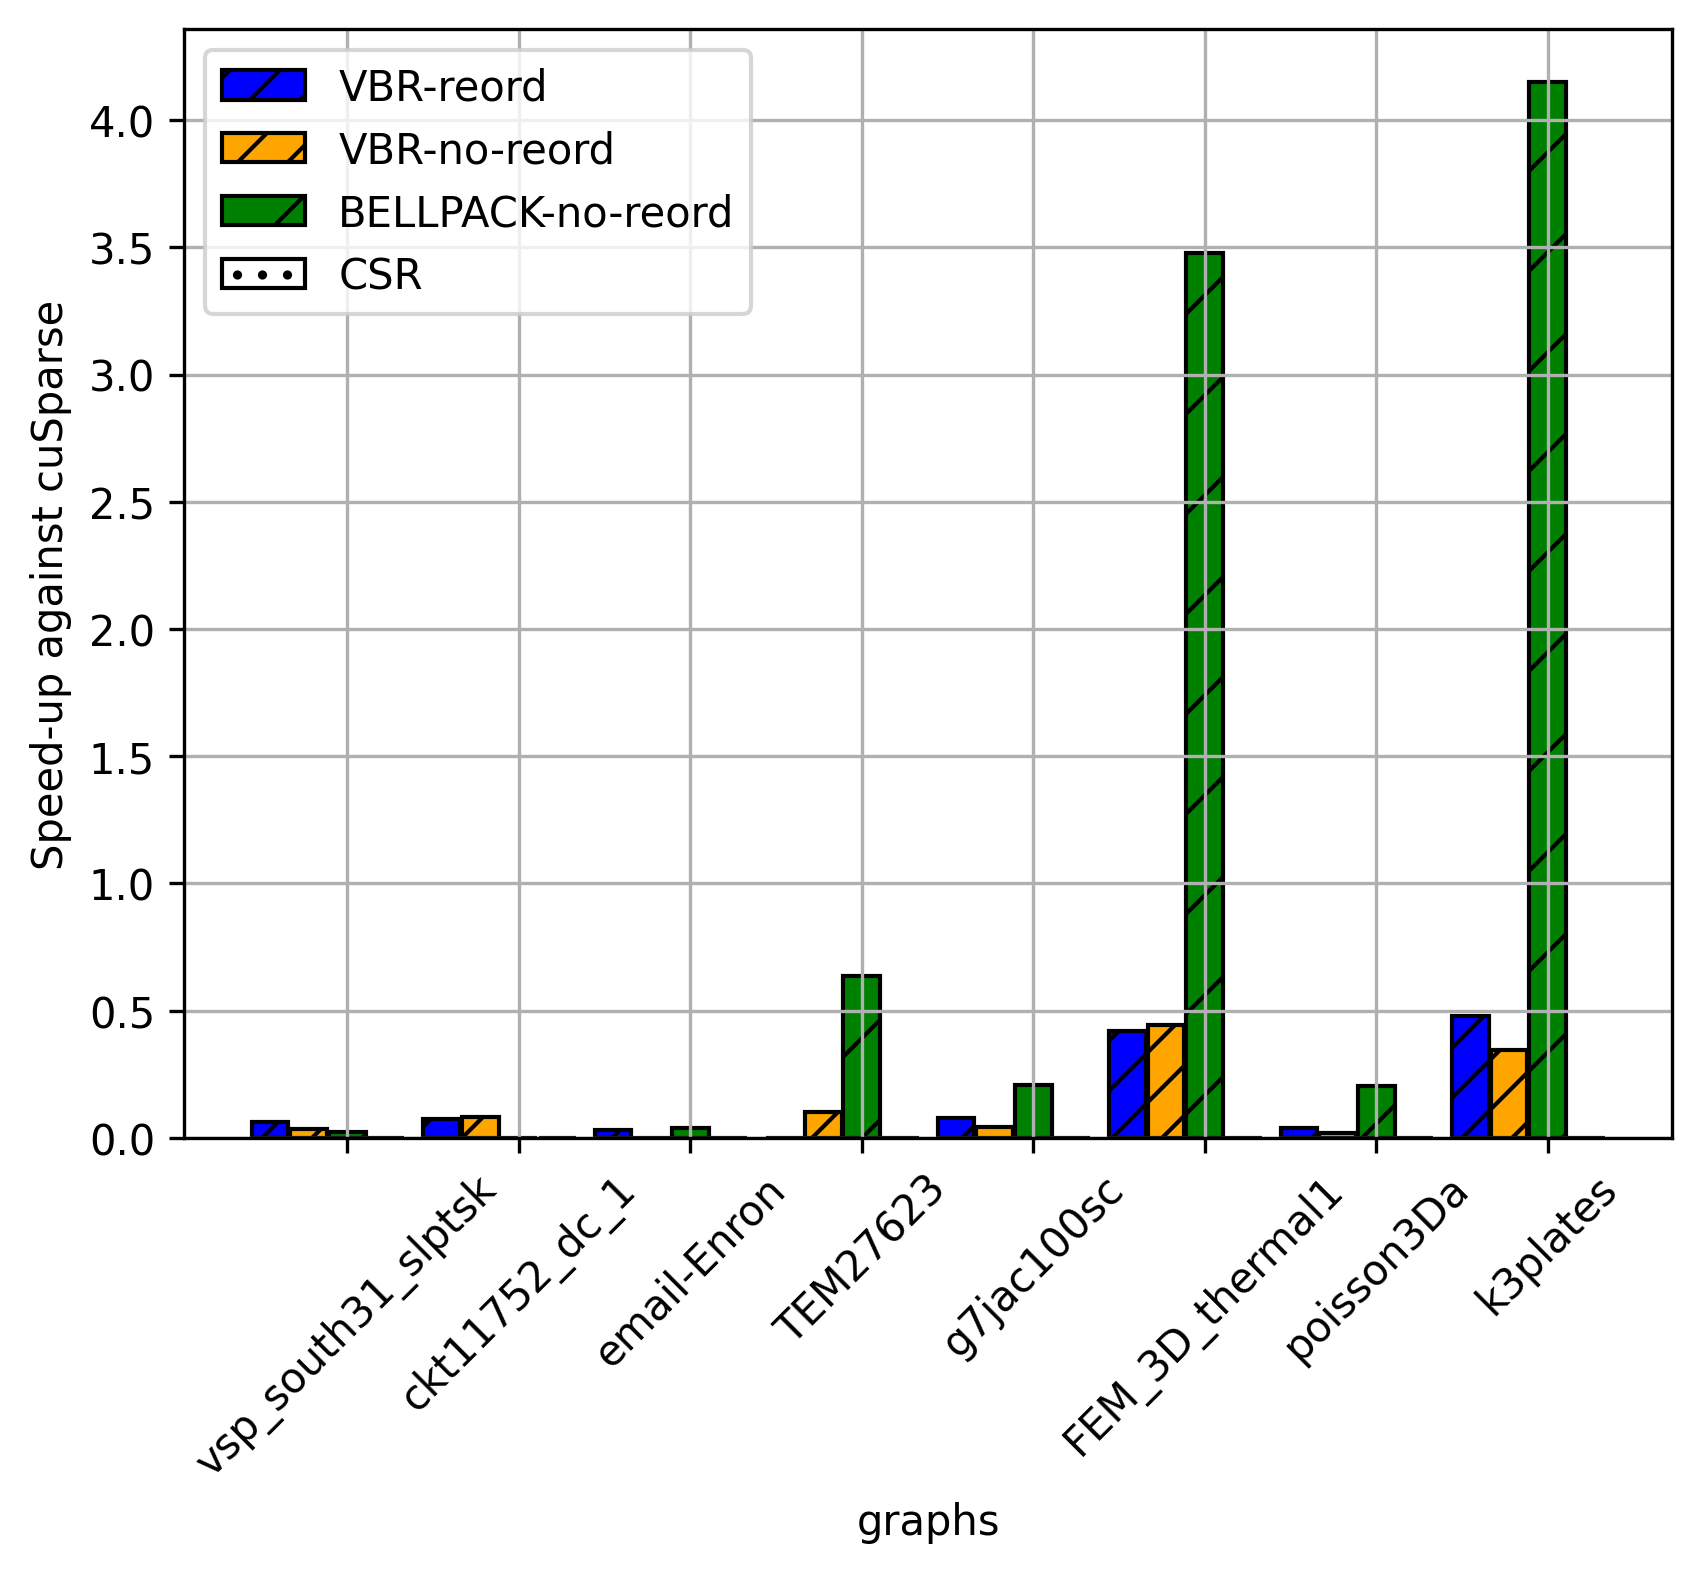 VBR-reord
VBR-no-reord
BELLPACK-no-reord
CSR
Speed-up against cuSparse
4.0
3.5
3.0
2.5
2.0
1.5
1.0
0.5
0.0
vsp_south31_slptsk
ckt11752_dc_1
email-Enron
TEM27623
g7jac100sc
FEM_3D_thermal1
poisson3Da
k3plates
graphs